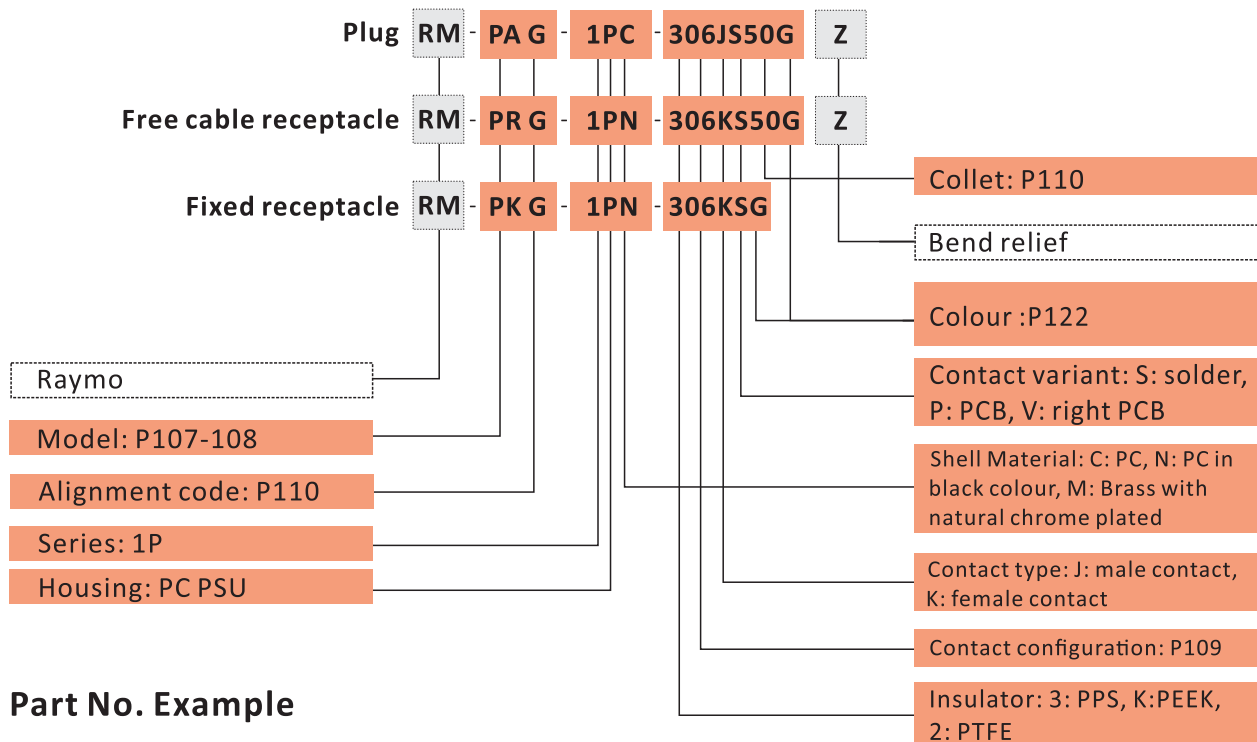 Plug RM - PA G - 1PC - 306JS50G Z
Free cable receptacle RM - PR G - 1PN - 306KS50G Z
Fixed receptacle RM - PK G - 1PN - 306KSG
Collet: P110
Bend relief
Colour :P122
Contact variant: S: solder,
P: PCB, V: right PCB
Shell Material: C: PC, N: PC in
black colour, M: Brass with
natural chrome plated
Contact type: J: male contact,
K: female contact
Contact configuration: P109
Insulator: 3: PPS, K:PEEK,
2: PTFE
Raymo
Model: P107-108
Alignment code: P110
Series: 1P
Housing: PC PSU
Part No. Example